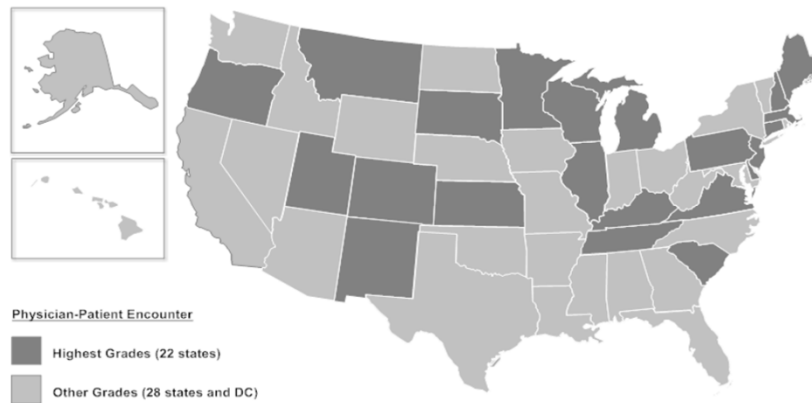 Physician-Patient Encounter
Highest Grades (22 states)
Other Grades (28 states and DC)